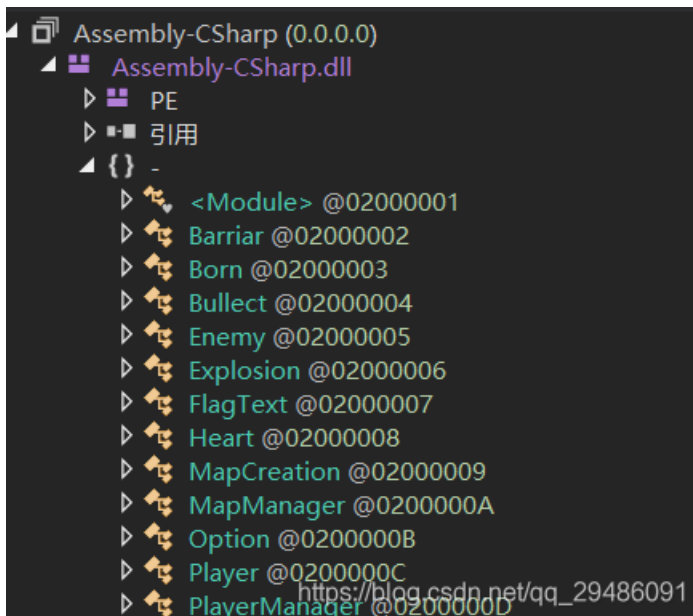 Assembly-CSharp (0.0.0.0)
Assembly-CSharp.dll
PE
引用
{} -
<Module> @02000001
Barriar @02000002
Born @02000003
Bullect @02000004
Enemy @02000005
Explosion @02000006
FlagText @02000007
Heart @02000008
MapCreation @02000009
MapManager @0200000A
Option @0200000B
Player @0200000C
https://blog.csdn.net/qq_29486091
PlayerManager @0200000D